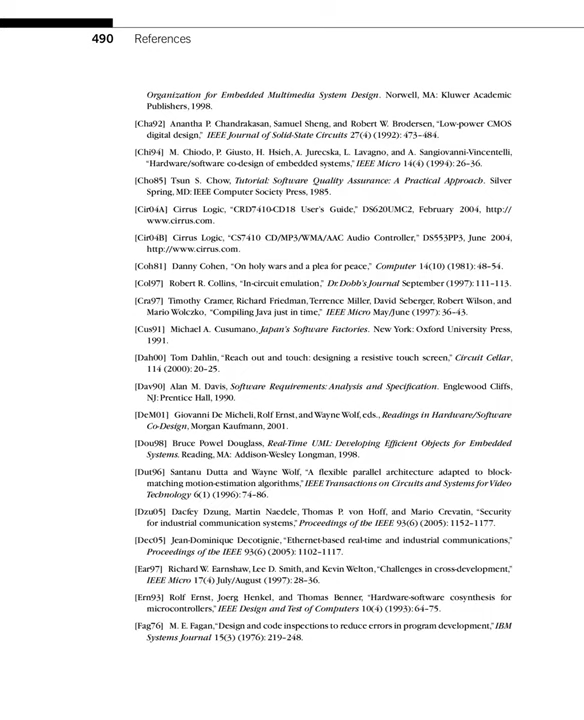 490 References
Organization for Embedded Multimedia System Design. Norwell, MA: Kluwer Academic
Publishers, 1998.
[Cha92] Anantha P. Chandrakasan, Samuel Sheng, and Robert W. Brodersen, “Low-power CMOS
digital design,” IEEE Journal of Solid-State Circuits 27(4) (1992): 473–484.
[Chi94] M. Chiodo, P. Giusto, H. Hsieh, A. Jurecska, L. Lavagno, and A. Sangiovanni-Vincentelli,
“Hardware/software co-design of embedded systems,” IEEE Micro 14(4) (1994): 26–36.
[Cho85] Tsun S. Chow, Tutorial: Software Quality Assurance: A Practical Approach. Silver
Spring, MD: IEEE Computer Society Press, 1985.
[Cir04A] Cirrus Logic, “CRD7410-CD18 User's Guide,” DS620UMC2, February 2004, http://
www.cirrus.com.
[Cir04B] Cirrus Logic, “CS7410 CD/MP3/WMA/AAC Audio Controller,” DS553PP3, June 2004,
http://www.cirrus.com.
[Coh81] Danny Cohen, “On holy wars and a plea for peace,” Computer 14(10) (1981): 48–54.
[Col97] Robert R. Collins, “In-circuit emulation,” Dr. Dobb's Journal September (1997): 111–113.
[Cra97] Timothy Cramer, Richard Friedman, Terrence Miller, David Seberger, Robert Wilson, and
Mario Wolczko, “Compiling Java just in time,” IEEE Micro May/June (1997): 36–43.
[Cus91] Michael A. Cusumano, Japan's Software Factories. New York: Oxford University Press,
1991.
[Dah00] Tom Dahlin, “Reach out and touch: designing a resistive touch screen,” Circuit Cellar,
114 (2000): 20–25.
[Dav90] Alan M. Davis, Software Requirements: Analysis and Specification. Englewood Cliffs,
NJ: Prentice Hall, 1990.
[DeM01] Giovanni De Micheli, Rolf Ernst, and Wayne Wolf, eds., Readings in Hardware/Software
Co-Design, Morgan Kaufmann, 2001.
[Dou98] Bruce Powel Douglass, Real-Time UML: Developing Efficient Objects for Embedded
Systems. Reading, MA: Addison-Wesley Longman, 1998.
[Dut96] Santanu Dutta and Wayne Wolf, “A flexible parallel architecture adapted to block-
matching motion-estimation algorithms,” IEEE Transactions on Circuits and Systems for Video
Technology 6(1) (1996): 74–86.
[Dzu05] Dacfey Dzung, Martin Naedele, Thomas P. von Hoff, and Mario Crevatin, “Security
for industrial communication systems,” Proceedings of the IEEE 93(6) (2005): 1152–1177.
[Dec05] Jean-Dominique Decotignie, “Ethernet-based real-time and industrial communications,”
Proceedings of the IEEE 93(6) (2005): 1102–1117.
[Ear97] Richard W. Earnshaw, Lee D. Smith, and Kevin Welton, “Challenges in cross-development,”
IEEE Micro 17(4) July/August (1997): 28–36.
[Ern93] Rolf Ernst, Joerg Henkel, and Thomas Benner, “Hardware-software cosynthesis for
microcontrollers,” IEEE Design and Test of Computers 10(4) (1993): 64–75.
[Fag76] M. E. Fagan, “Design and code inspections to reduce errors in program development,” IBM
Systems Journal 15(3) (1976): 219–248.